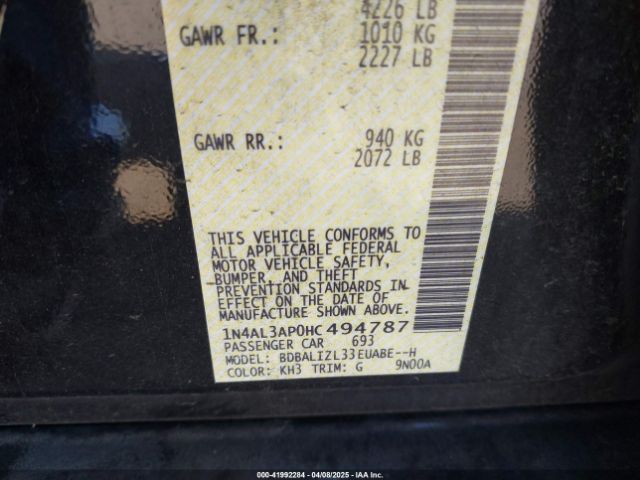 4226 LB
GAWR FR.: 1010 KG
2227 LB
GAWR RR.: 940 KG
2072 LB
THIS VEHICLE CONFORMS TO
ALL APPLICABLE FEDERAL
MOTOR VEHICLE SAFETY,
BUMPER, AND THEFT
PREVENTION STANDARDS IN
EFFECT ON THE DATE OF
MANUFACTURE SHOWN ABOVE.
1N4AL3AP0HC494787
PASSENGER CAR 693
MODEL: BDBALIZL33EUABE--H
COLOR: KH3 TRIM: G 9N00A
000-41992284 - 04/08/2025 - IAA Inc.